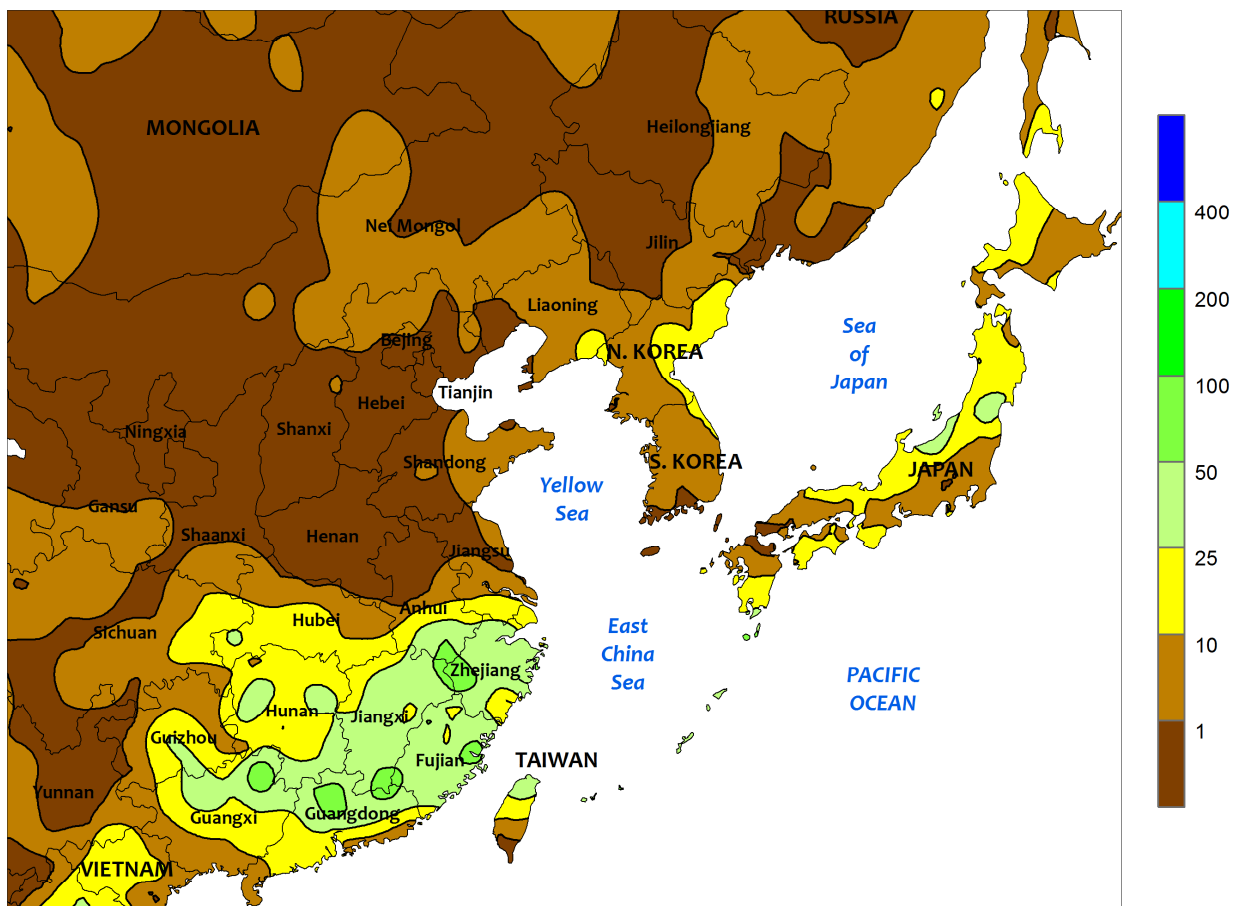 RUSSIA
MONGOLIA
Heilongjiang
Nei Mongol
Jilin
Liaoning
Beijing
N. KOREA
Sea
of
Japan
Tianjin
Hebei
Ningxia
Shanxi
Shandong
S. KOREA
JAPAN
Yellow
Sea
Gansu
Shaanxi
Henan
Jiangsu
Anhui
Hubei
Sichuan
East
China
Sea
Zhejiang
PACIFIC
OCEAN
Hunan
Jiangxi
Guizhou
Fujian
TAIWAN
Yunnan
Guangxi
Guangdong
VIETNAM
400
200
100
50
25
10
1